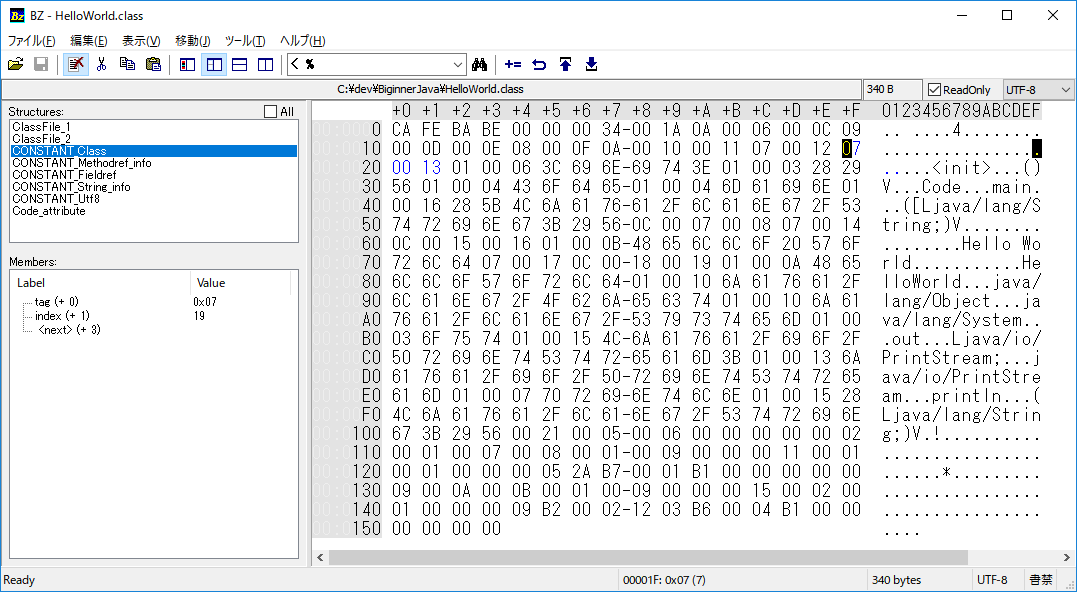 BZ - HelloWorld.class
ファイル(F) 編集(E) 表示(V) 移動(J) ツール(T) ヘルプ(H)
< %
C:¥dev¥BiginnerJava¥HelloWorld.class 340 B ReadOnly UTF-8
Structures: All
ClassFile_1
ClassFile_2
CONSTANT_Class
CONSTANT_Methodref_info
CONSTANT_Fieldref
CONSTANT_String_info
CONSTANT_Utf8
Code_attribute
Members:
Label Value
tag (+ 0) 0x07
index (+ 1) 19
<next> (+ 3)
+0 +1 +2 +3 +4 +5 +6 +7 +8 +9 +A +B +C +D +E +F 0123456789ABCDEF
0 CA FE BA BE 00 00 00 34-00 1A 0A 00 06 00 0C 09 .. ....4........
10 00 0D 00 0E 08 00 0F 0A-00 10 00 11 07 00 12 07 ................
20 00 13 01 00 06 3C 69 6E-69 74 3E 01 00 03 28 29 .....<init>...()
30 56 01 00 04 43 6F 64 65-01 00 04 6D 61 69 6E 01 V...Code...main.
40 00 16 28 5B 4C 6A 61 76-61 2F 6C 61 6E 67 2F 53 ..([Ljava/lang/S
50 74 72 69 6E 67 3B 29 56-0C 00 07 00 08 07 00 14 tring;)V........
60 0C 00 15 00 16 01 00 0B-48 65 6C 6C 6F 20 57 6F ........Hello Wo
70 72 6C 64 07 00 17 0C 00-18 00 19 01 00 0A 48 65 rld...........He
80 6C 6C 6F 57 6F 72 6C 64-01 00 10 6A 61 76 61 2F lloWorld...java/
90 6C 61 6E 67 2F 4F 62 6A-65 63 74 01 00 10 6A 61 lang/Object...ja
A0 76 61 2F 6C 61 6E 67 2F-53 79 73 74 65 6D 01 00 va/lang/System..
B0 03 6F 75 74 01 00 15 4C-6A 61 76 61 2F 69 6F 2F .out...Ljava/io/
C0 50 72 69 6E 74 53 74 72-65 61 6D 3B 01 00 13 6A PrintStream;...j
D0 61 76 61 2F 69 6F 2F 50-72 69 6E 74 53 74 72 65 ava/io/PrintStre
E0 61 6D 01 00 07 70 72 69-6E 74 6C 6E 01 00 15 28 am...println...(
F0 4C 6A 61 76 61 2F 6C 61-6E 67 2F 53 74 72 69 6E Ljava/lang/Strin
100 67 3B 29 56 00 21 00 05-00 06 00 00 00 00 00 02 g;)V.!..........
110 00 01 00 07 00 08 00 01-00 09 00 00 00 11 00 01 ................
120 00 01 00 00 00 05 2A B7-00 01 B1 00 00 00 00 00 ......*.........
130 09 00 0A 00 0B 00 01 00-09 00 00 00 15 00 02 00 ................
140 01 00 00 00 09 B2 00 02-12 03 B6 00 04 B1 00 00 ................
150 00 00 00 00 ....
Ready 00001F: 0x07 (7) 340 bytes UTF-8 書禁